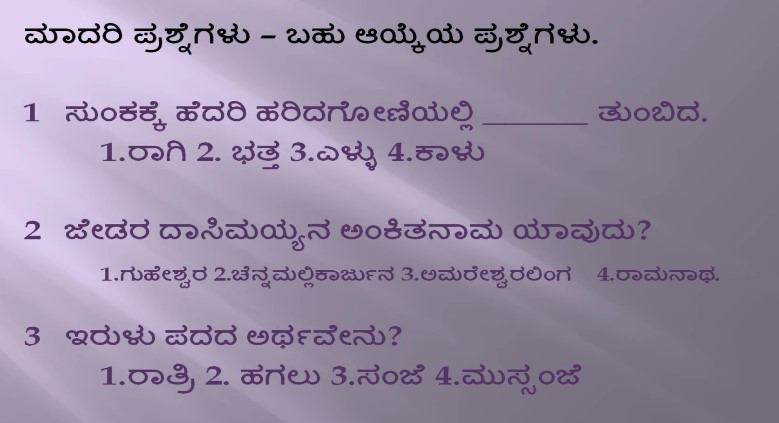 ಮಾದರಿ ಪ್ರಶ್ನೆಗಳು – ಬಹು ಆಯ್ಕೆಯ ಪ್ರಶ್ನೆಗಳು.
1 ಸುಂಕಕ್ಕೆ ಹೆದರಿ ಹರಿದಗೋಣಿಯಲ್ಲಿ _______ ತುಂಬಿದ.
1.ರಾಗಿ 2. ಭತ್ತ 3.ಎಳ್ಳು 4.ಕಾಳು
2 ಜೇಡರ ದಾಸಿಮಯ್ಯನ ಅಂಕಿತನಾಮ ಯಾವುದು?
1.ಗುಹೇಶ್ವರ 2.ಚೆನ್ನಮಲ್ಲಿಕಾರ್ಜುನ 3.ಅಮರೇಶ್ವರಲಿಂಗ 4.ರಾಮನಾಥ.
3 ಇರುಳು ಪದದ ಅರ್ಥವೇನು?
1.ರಾತ್ರಿ 2. ಹಗಲು 3.ಸಂಜೆ 4.ಮುಸ್ಸಂಜೆ